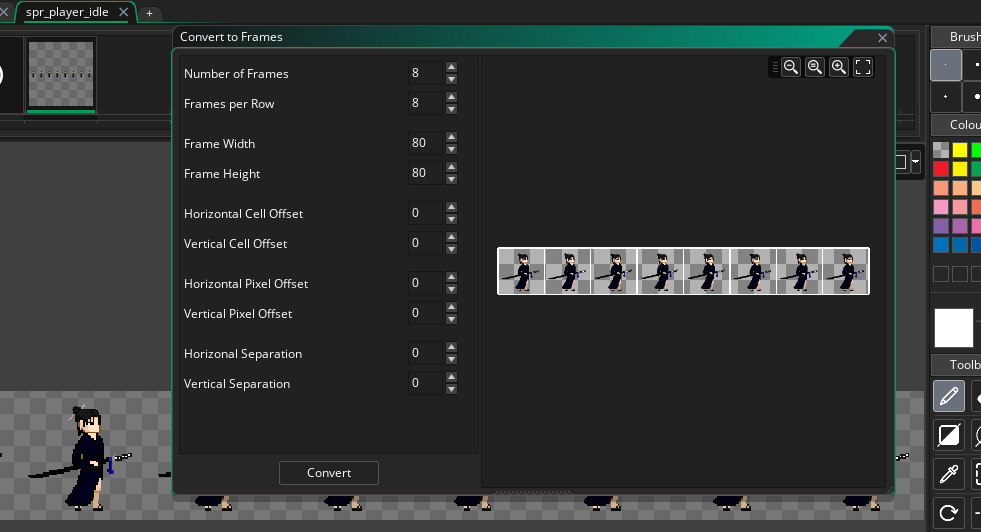 spr_player_idle
Convert to Frames
Brush
Number of Frames 8
Frames per Row 8
Colou
Frame Width 80
Frame Height 80
Horizontal Cell Offset 0
Vertical Cell Offset 0
Horizontal Pixel Offset 0
Vertical Pixel Offset 0
Horizonal Separation 0
Toolb
Vertical Separation 0
Convert